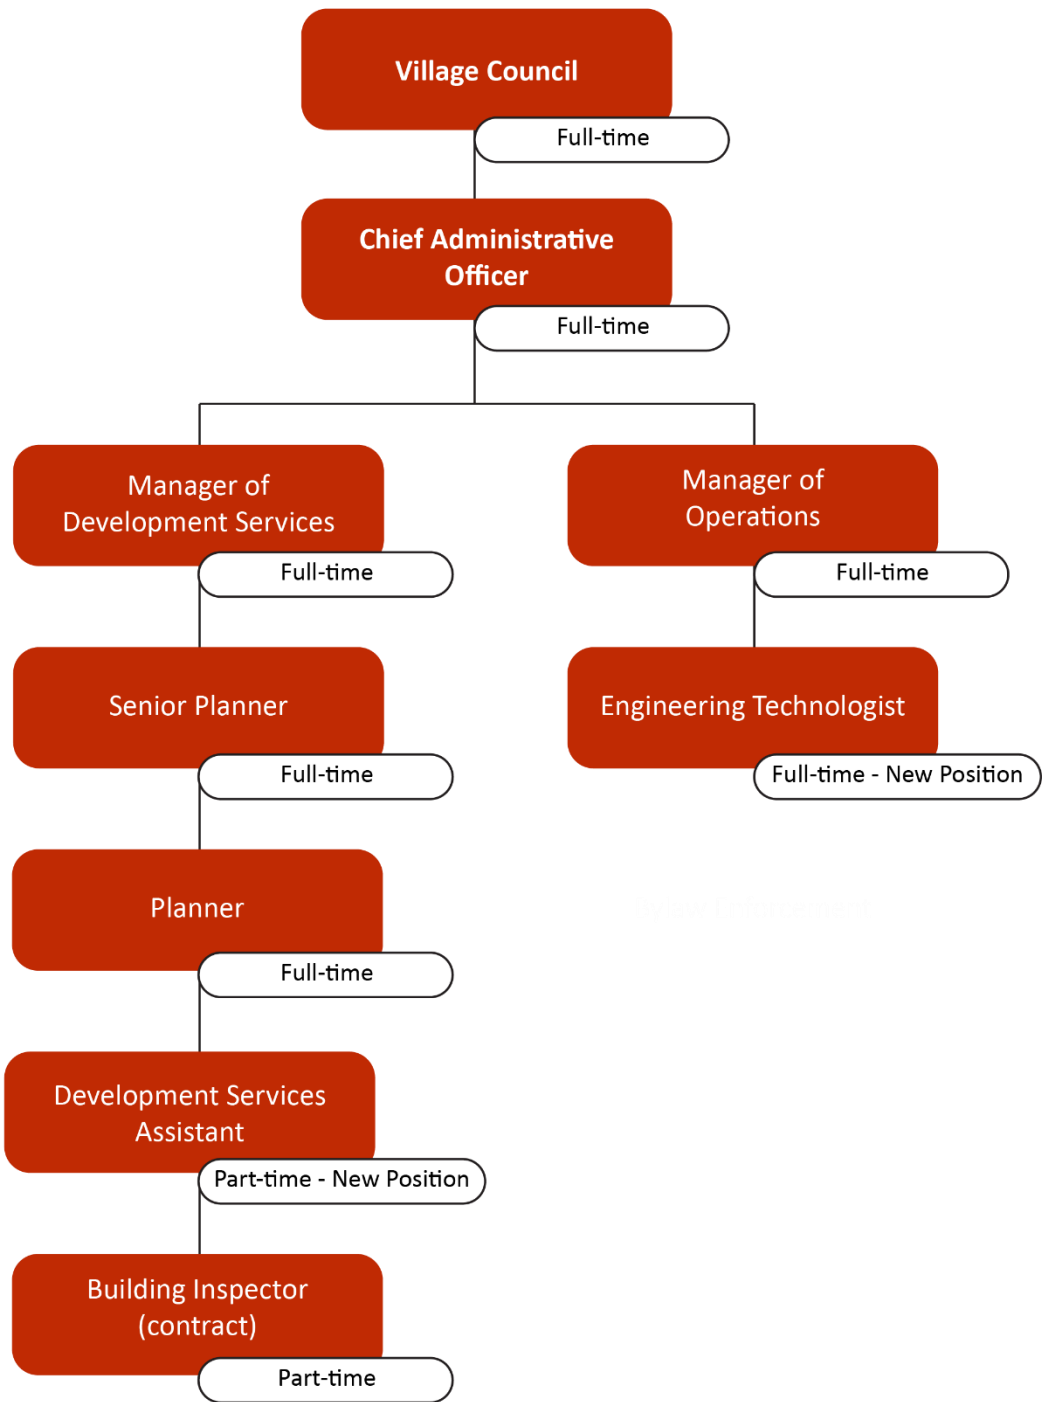 Village Council
Full-time
Chief Administrative
Officer
Full-time
Manager of
Development Services
Full-time
Manager of
Operations
Full-time
Senior Planner
Full-time
Engineering Technologist
Full-time - New Position
Planner
Full-time
Development Services
Assistant
Part-time - New Position
Building Inspector
(contract)
Part-time